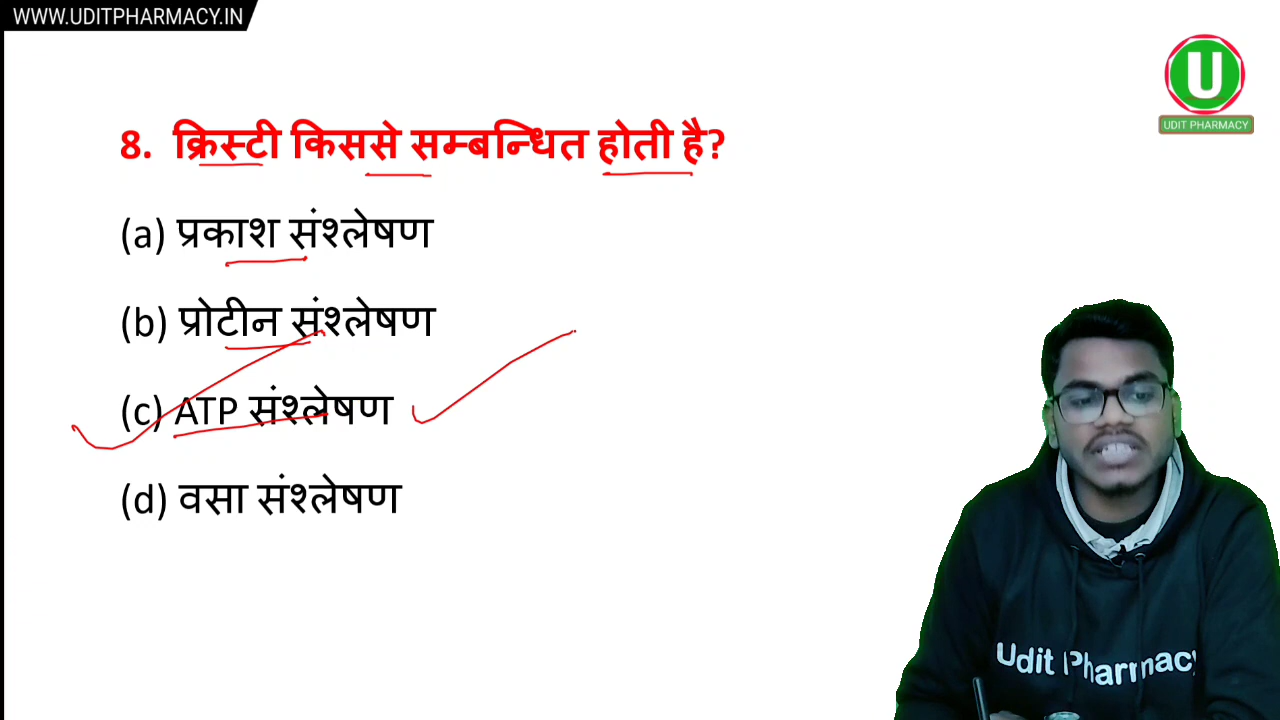 WWW.UDITPHARMACY.IN
U
UDIT PHARMACY
8. क्रिस्टी किससे सम्बन्धित होती है?
(a) प्रकाश संश्लेषण
(b) प्रोटीन संश्लेषण
(c) ATP संश्लेषण
(d) वसा संश्लेषण
Udit Pharmacy